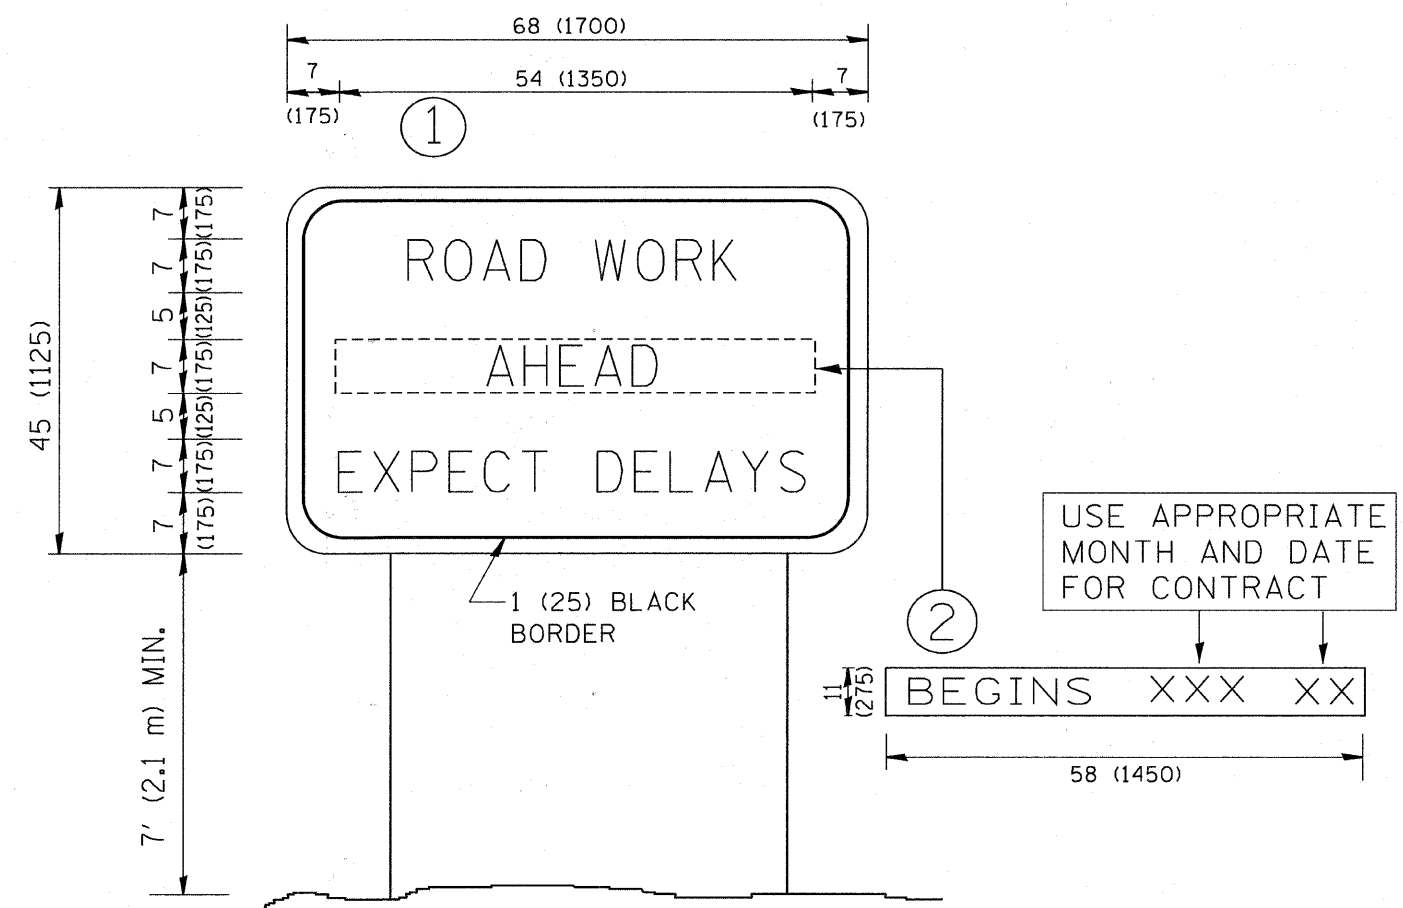 68 (1700)
7
54 (1350)
7
(175)
(175)
1
45 (1125)
7
(175)
7
(175)
5
(125)
7
(175)
5
(125)
7
(175)
7
(175)
ROAD WORK
AHEAD
EXPECT DELAYS
1 (25) BLACK
BORDER
7' (2.1 m) MIN.
USE APPROPRIATE
MONTH AND DATE
FOR CONTRACT
2
11
(275)
BEGINS XXX XX
58 (1450)